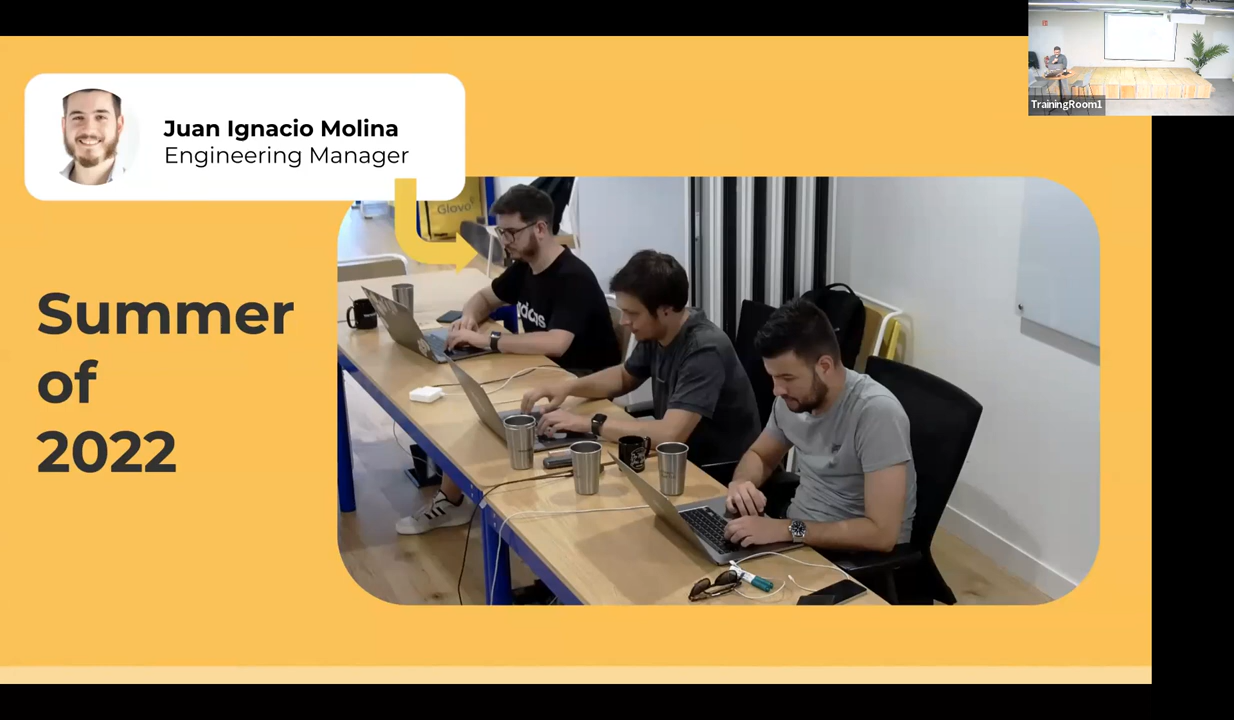 Juan Ignacio Molina
Engineering Manager
TrainingRoom1
Glovo
Summer
of
2022